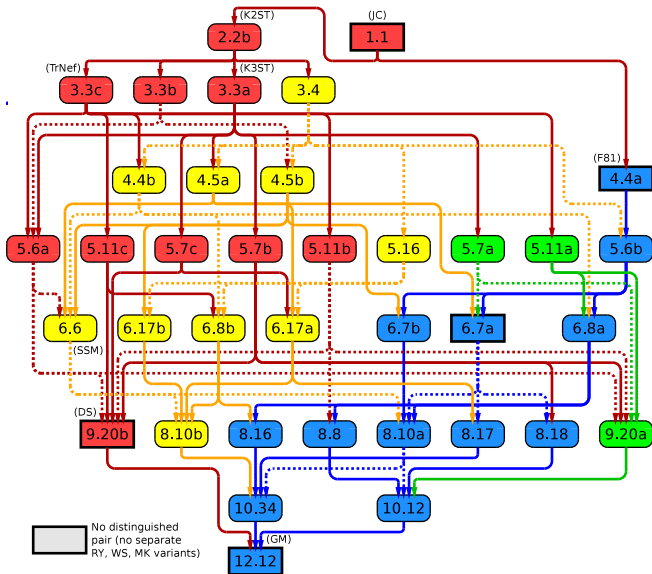 (K2ST) (JC)
2.2b 1.1
(TrNef) (K3ST)
3.3c 3.3b 3.3a 3.4
(F81)
4.4b 4.5a 4.5b 4.4a
5.6a 5.11c 5.7c 5.7b 5.11b 5.16 5.7a 5.11a 5.6b
6.6 6.17b 6.8b 6.17a 6.7b 6.7a 6.8a
(SSM)
(DS)
9.20b 8.10b 8.16 8.8 8.10a 8.17 8.18 9.20a
10.34 10.12
No distinguished
pair (no separate
RY, WS, MK variants)
(GM)
12.12